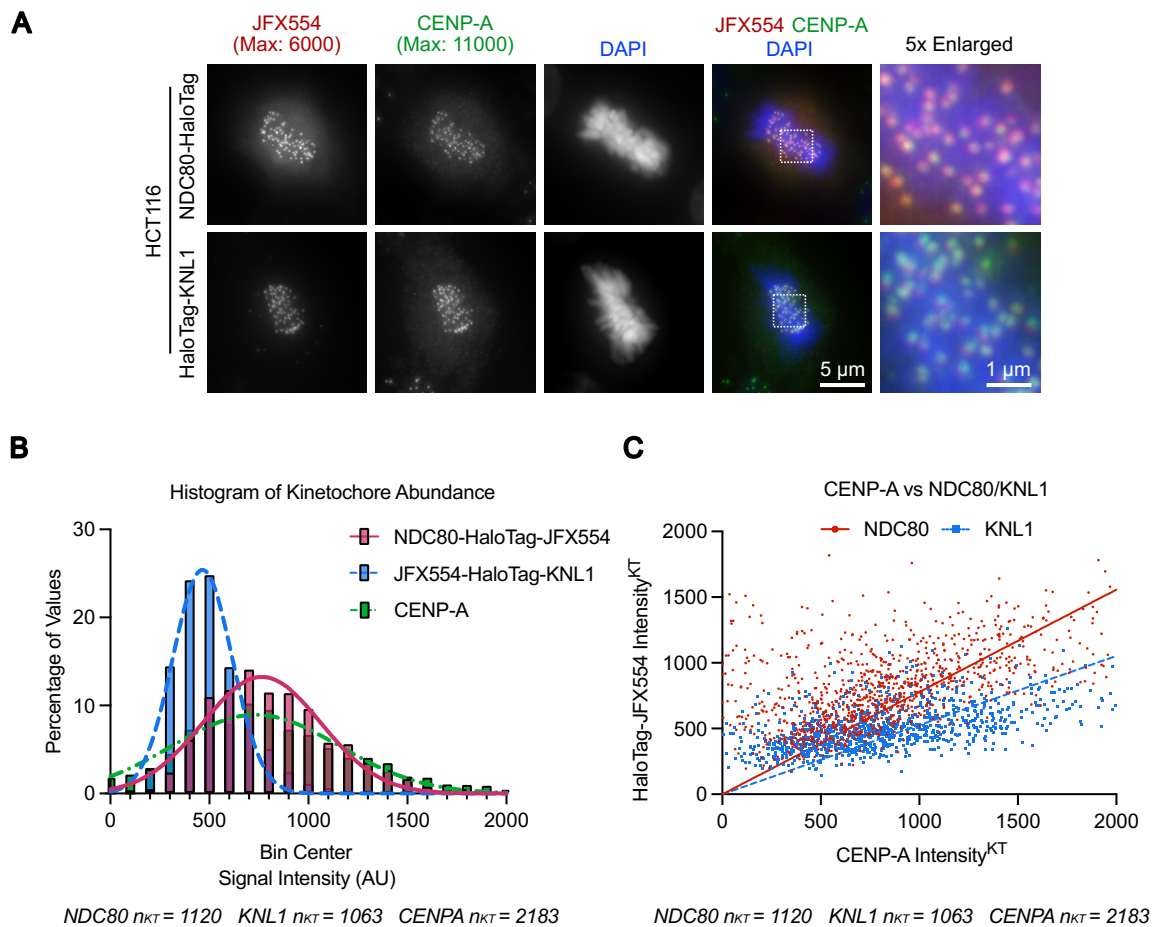 A
JFX554
(Max: 6000)
CENP-A
(Max: 11000)
DAPI
JFX554 CENP-A
DAPI
5x Enlarged
HCT116
NDC80-HaloTag
HaloTag-KNL1
5 µm
1 µm
B
Histogram of Kinetochore Abundance
NDC80-HaloTag-JFX554
JFX554-HaloTag-KNL1
CENP-A
Percentage of Values
30
20
10
0
0 500 1000 1500 2000
Bin Center
Signal Intensity (AU)
NDC80 nKT = 1120 KNL1 nKT = 1063 CENPA nKT = 2183
C
CENP-A vs NDC80/KNL1
NDC80 KNL1
HaloTag-JFX554 IntensityKT
2000
1500
1000
500
0
0 500 1000 1500 2000
CENP-A IntensityKT
NDC80 nKT = 1120 KNL1 nKT = 1063 CENPA nKT = 2183